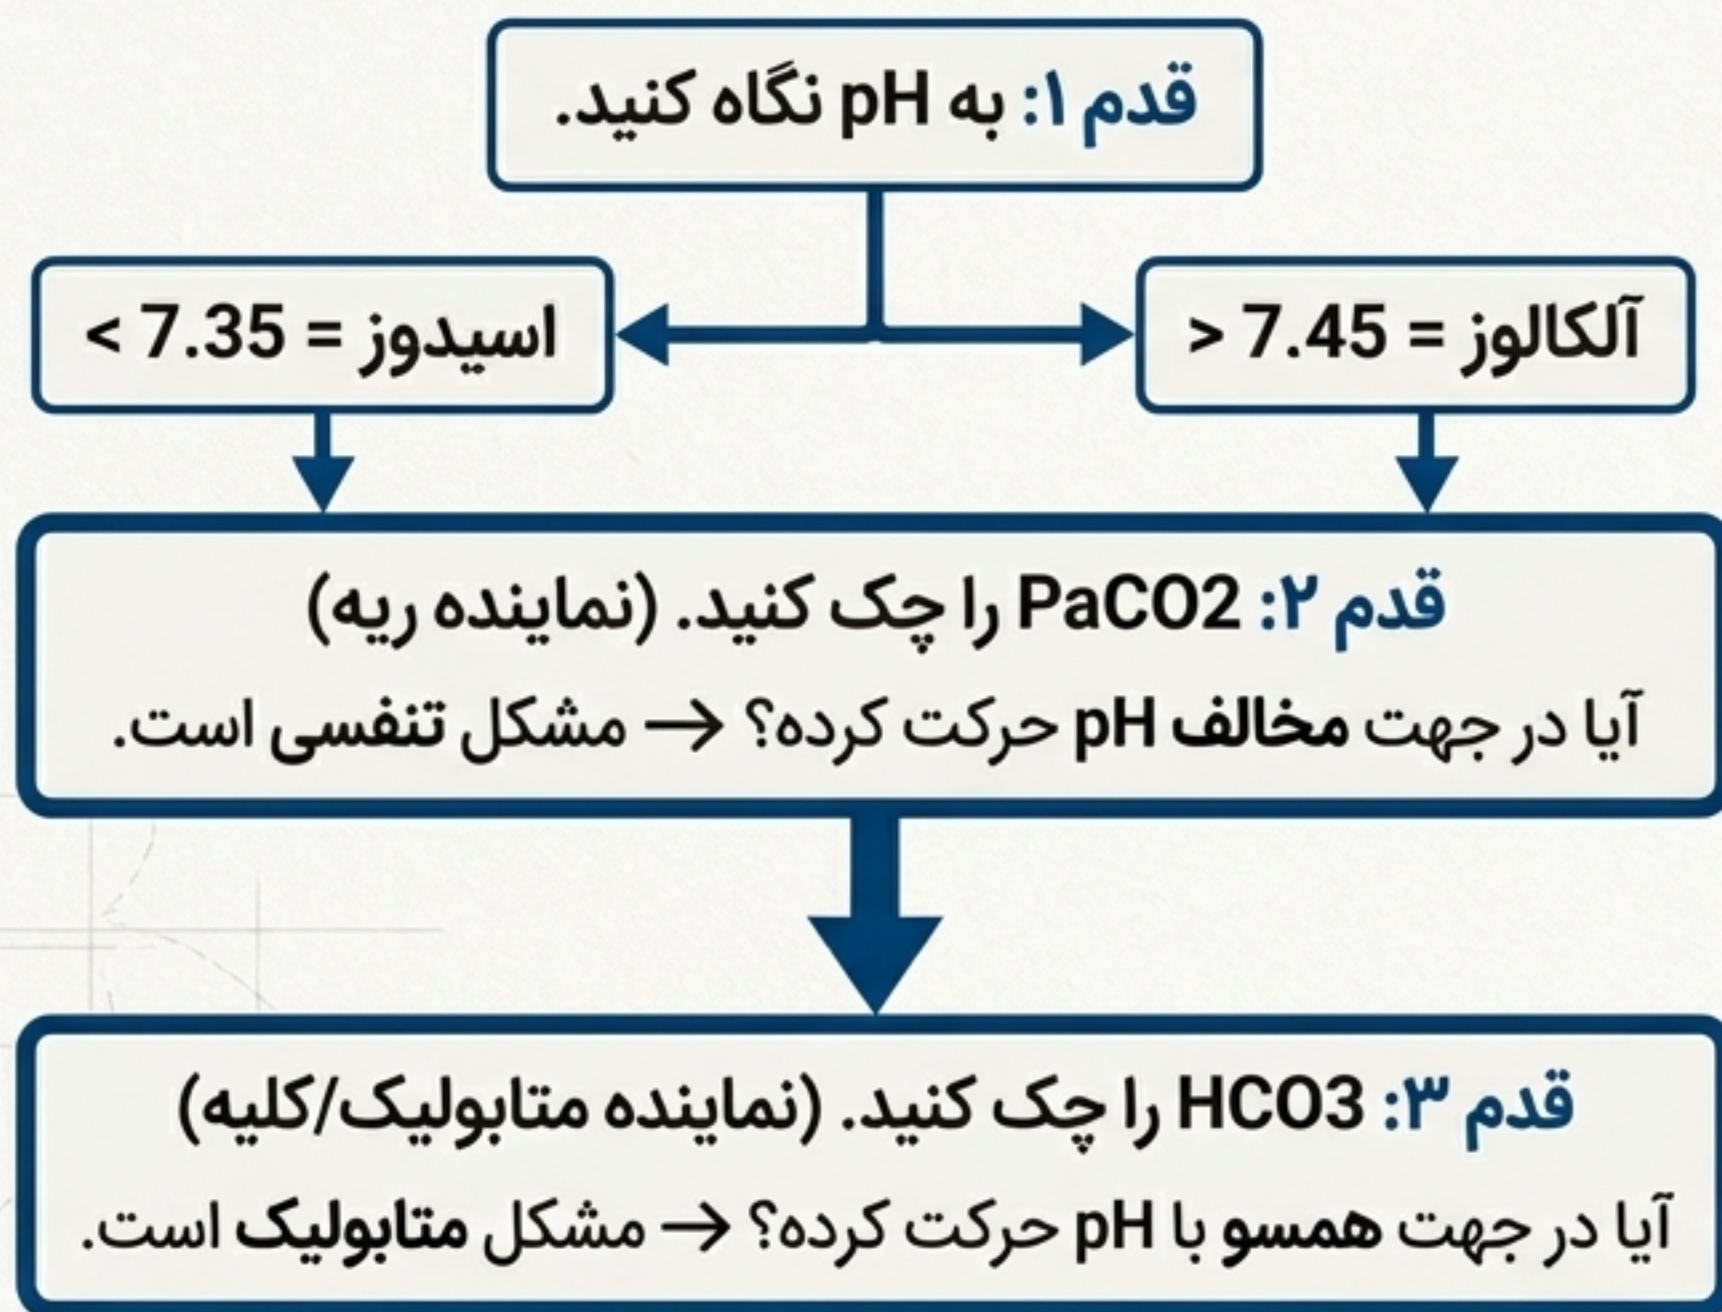 قدم ۱: به pH نگاه کنید.
آلکالوز = 7.45 <
اسیدوز = 7.35 >
قدم ۲: PaCO2 را چک کنید. (نماینده ریه)
آیا در جهت مخالف pH حرکت کرده؟ → مشکل تنفسی است.
قدم ۳: HCO3 را چک کنید. (نماینده متابولیک/کلیه)
آیا در جهت همسو با pH حرکت کرده؟ → مشکل متابولیک است.